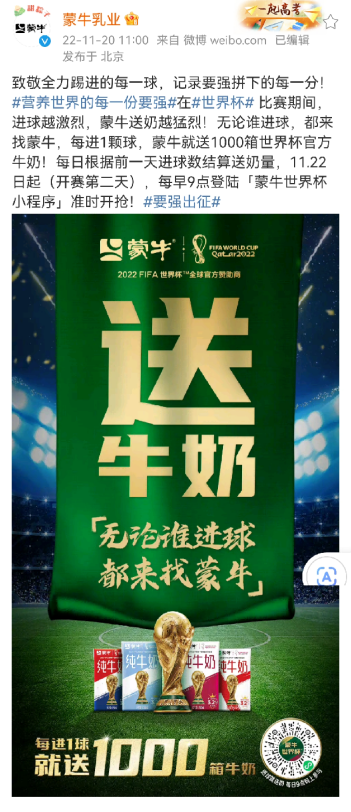 蒙牛
蒙牛乳业
一起高考
22-11-20 11:00 来自 微博 weibo.com 已编辑
发布于 北京
致敬全力踢进的每一球，记录要强拼下的每一分！
#营养世界的每一份要强#在#世界杯# 比赛期间，
进球越激烈，蒙牛送奶越猛烈！无论谁进球，都来
找蒙牛，每进1颗球，蒙牛就送1000箱世界杯官方
牛奶！每日根据前一天进球数结算送奶量，11.22
日起（开赛第二天），每早9点登陆「蒙牛世界杯
小程序」准时开抢！#要强出征#
蒙牛 FIFA WORLD CUP
Qatar2022
2022 FIFA 世界杯™全球官方赞助商
送
牛奶
「无论谁进球
都来找蒙牛」
纯牛奶 纯牛奶 纯牛奶 纯牛奶
每进1球
就送1000箱牛奶
蒙牛
世界杯